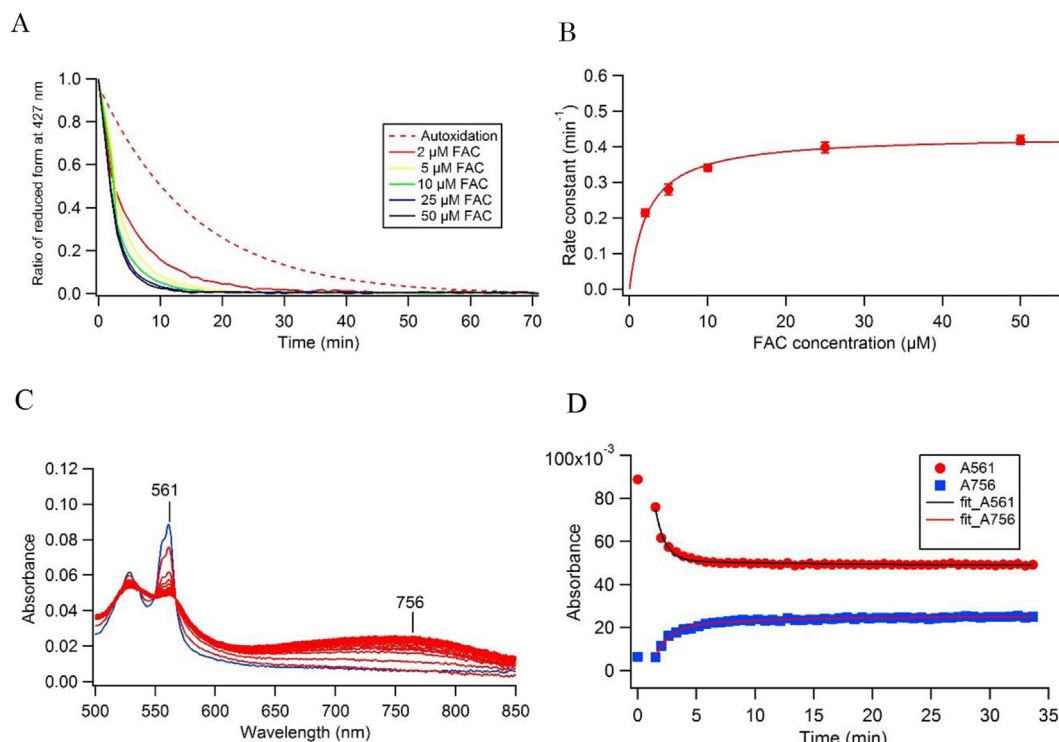 A
Ratio of reduced form at 427 nm
1.0
0.8
0.6
0.4
0.2
0.0
0 10 20 30 40 50 60 70
Time (min)
Autoxidation
2 µM FAC
5 µM FAC
10 µM FAC
25 µM FAC
50 µM FAC
B
Rate constant (min-1)
0.6
0.5
0.4
0.3
0.2
0.1
0.0
0 10 20 30 40 50
FAC concentration (µM)
C
Absorbance
0.12
0.10
0.08
0.06
0.04
0.02
0.00
561
756
500 550 600 650 700 750 800 850
Wavelength (nm)
D
Absorbance
100x10-3
80
60
40
20
0
A561
A756
fit_A561
fit_A756
0 5 10 15 20 25 30 35
Time (min)